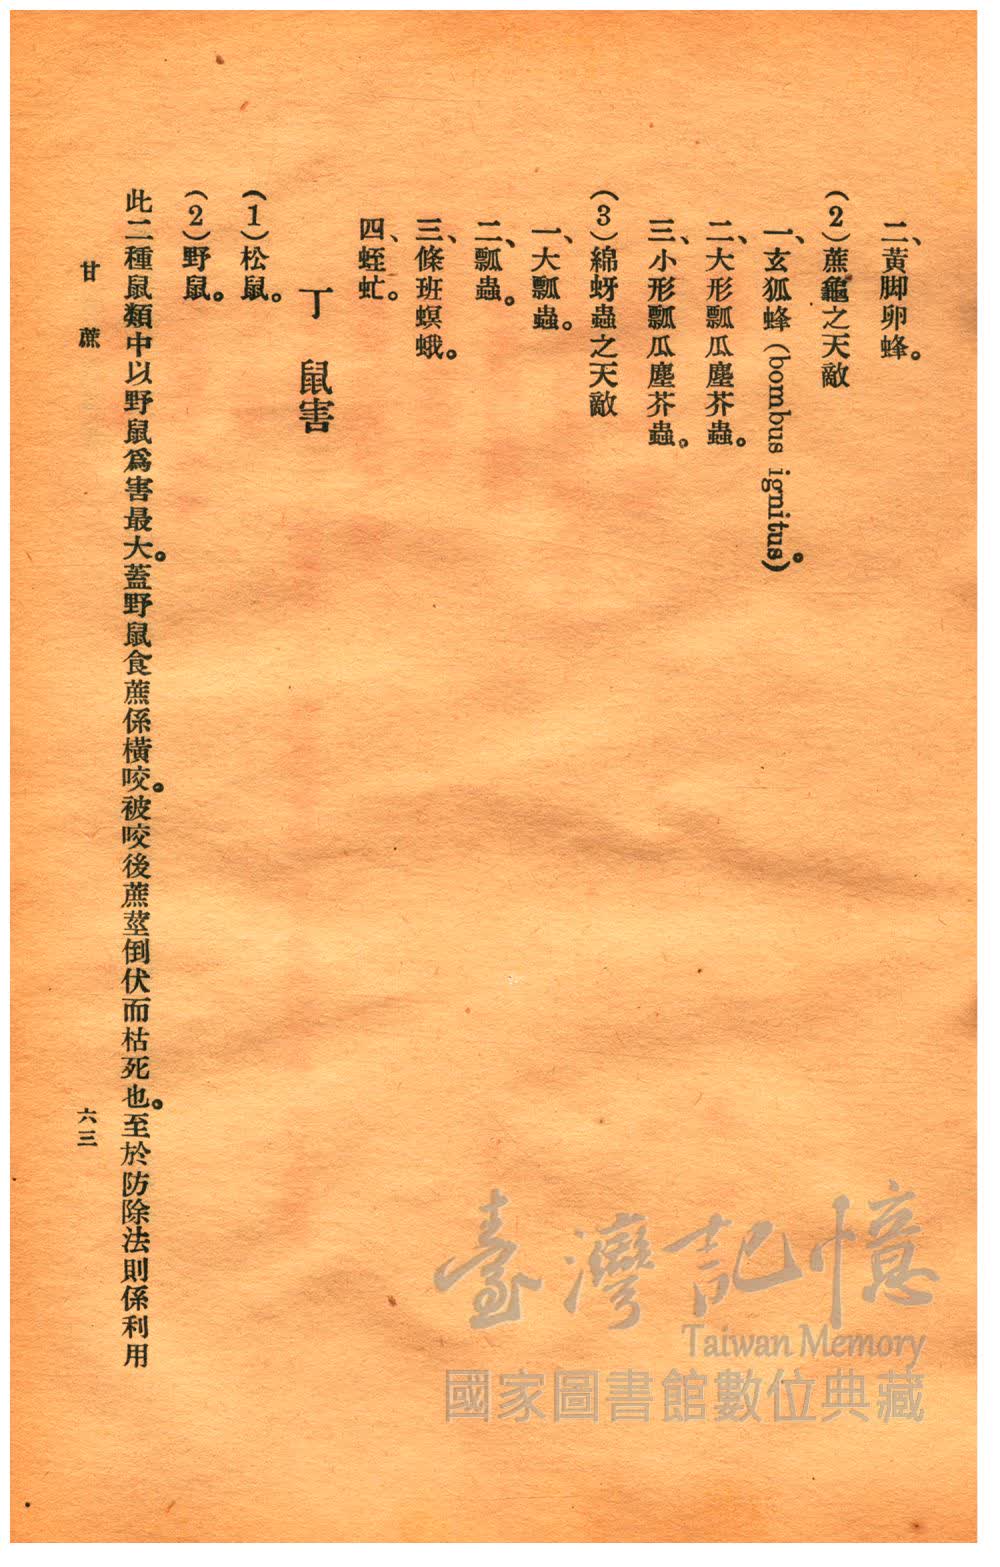 二、黃脚卵蜂。
(2)蔗龜之天敵
一、玄狐蜂(bombus ignitus)。
二、大形瓢瓜塵芥蟲。
三、小形瓢瓜塵芥蟲。
(3)綿蚜蟲之天敵
一、大瓢蟲。
二、瓢蟲。
三、條班螟蛾。
四、蛭虻。
丁 鼠害
(1)松鼠。
(2)野鼠。
此二種鼠類中以野鼠爲害最大。蓋野鼠食蔗係橫咬。被咬後蔗莖倒伏而枯死也。至於防除法則係利用
甘 蔗
六三
臺灣記憶
Taiwan Memory
國家圖書館數位典藏